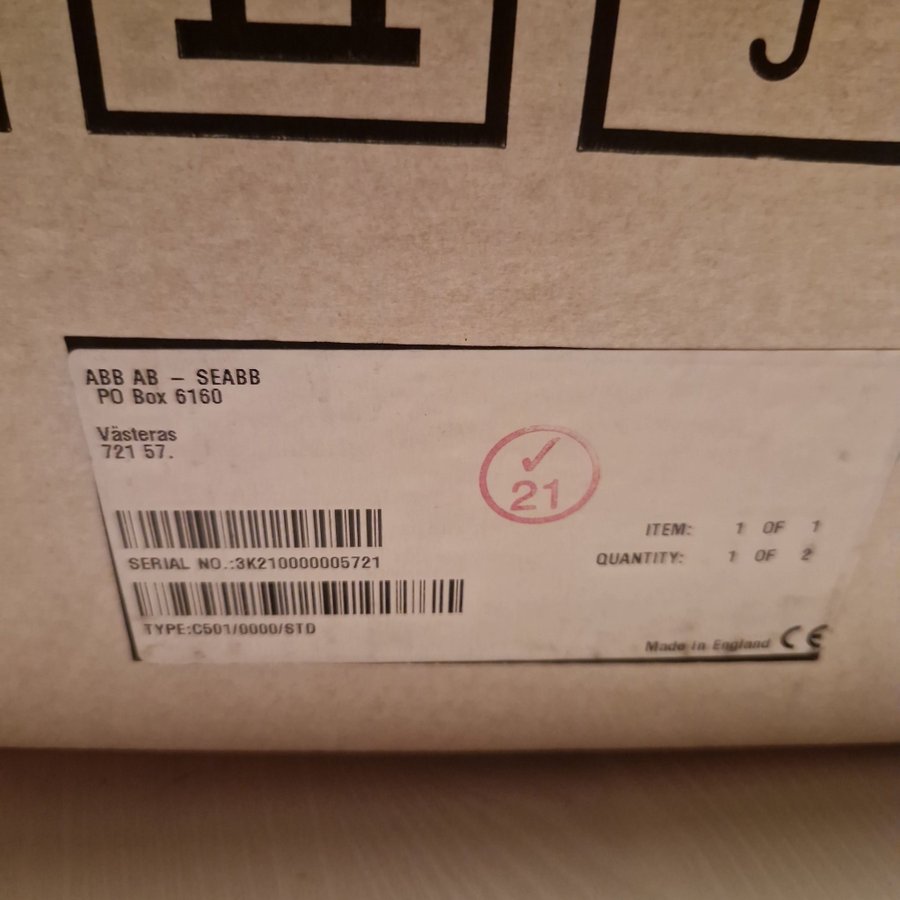 ABB AB – SEABB
PO Box 6160
Västeras
721 57.
✓
21
ITEM: 1 OF 1
SERIAL NO.:3K210000005721
QUANTITY: 1 OF 2
TYPE:C501/0000/STD
Made in England CE